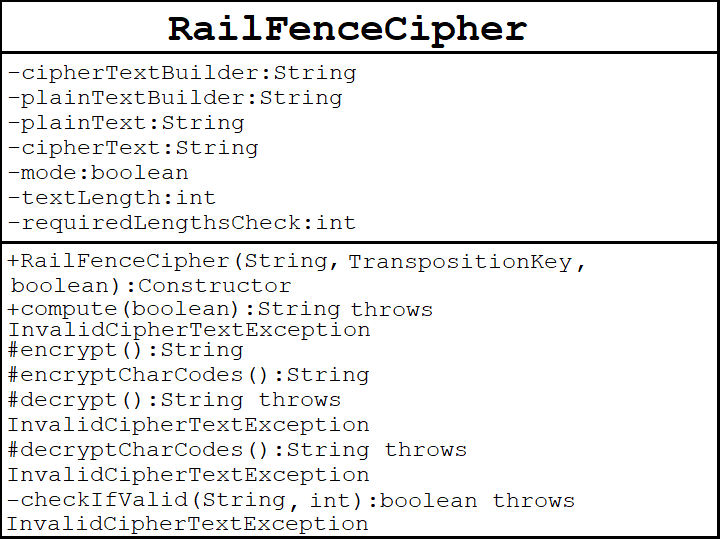 RailFenceCipher
-cipherTextBuilder:String
-plainTextBuilder:String
-plainText:String
-cipherText:String
-mode:boolean
-textLength:int
-requiredLengthsCheck:int
+RailFenceCipher(String, TranspositionKey,
boolean):Constructor
+compute(boolean):String throws
InvalidCipherTextException
#encrypt():String
#encryptCharCodes():String
#decrypt():String throws
InvalidCipherTextException
#decryptCharCodes():String throws
InvalidCipherTextException
-checkIfValid(String, int):boolean throws
InvalidCipherTextException